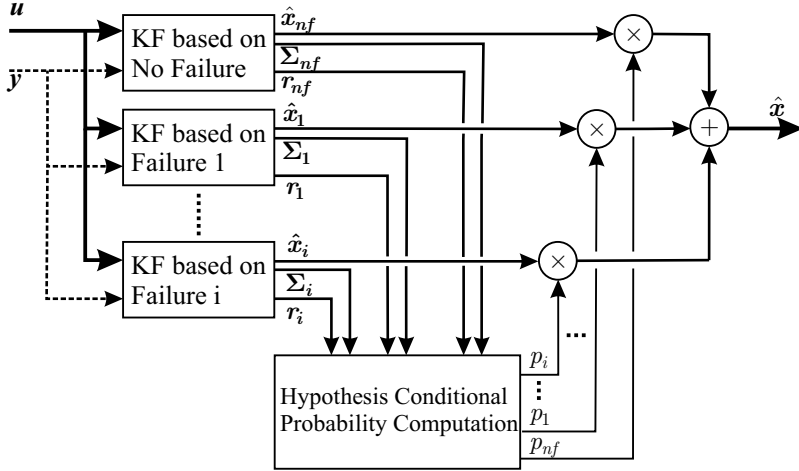 u
y
KF based on
No Failure
x̂_nf
Σ_nf
r_nf
×
KF based on
Failure 1
x̂_1
Σ_1
r_1
×
+
x̂
KF based on
Failure i
x̂_i
Σ_i
r_i
×
Hypothesis Conditional
Probability Computation
p_i
p_1
p_nf